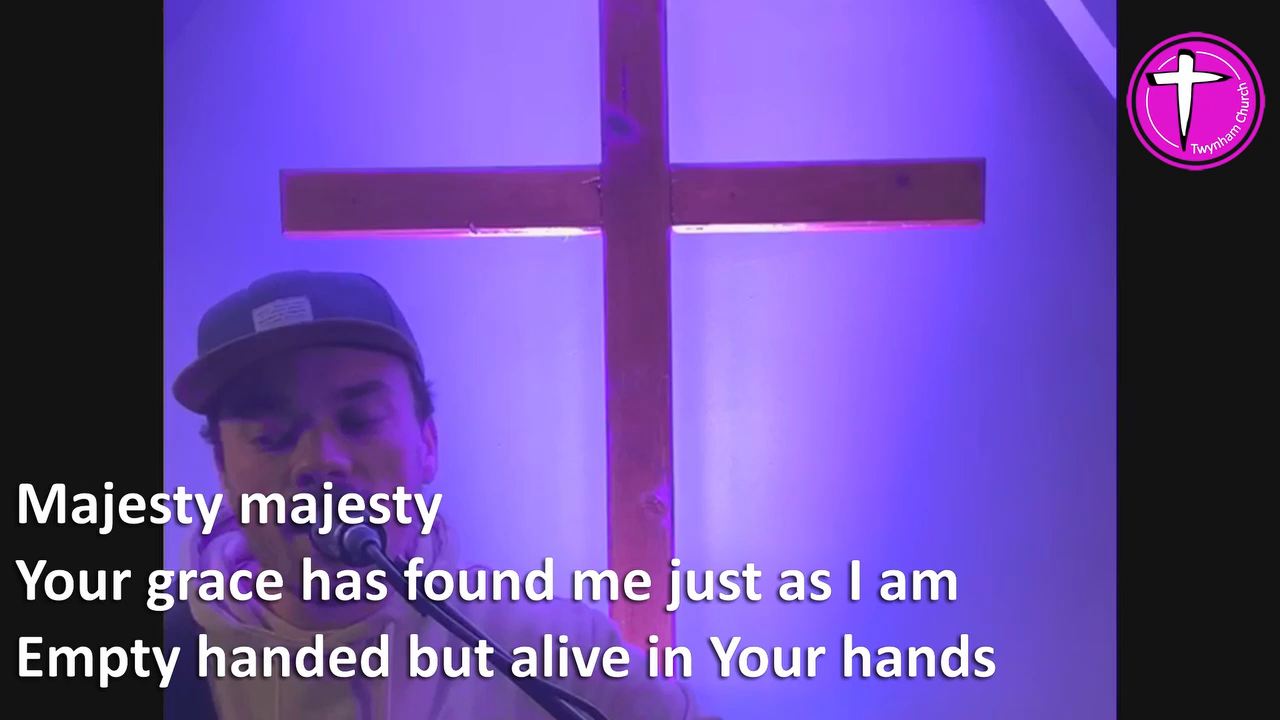 Twynham Church
Majesty majesty
Your grace has found me just as I am
Empty handed but alive in Your hands